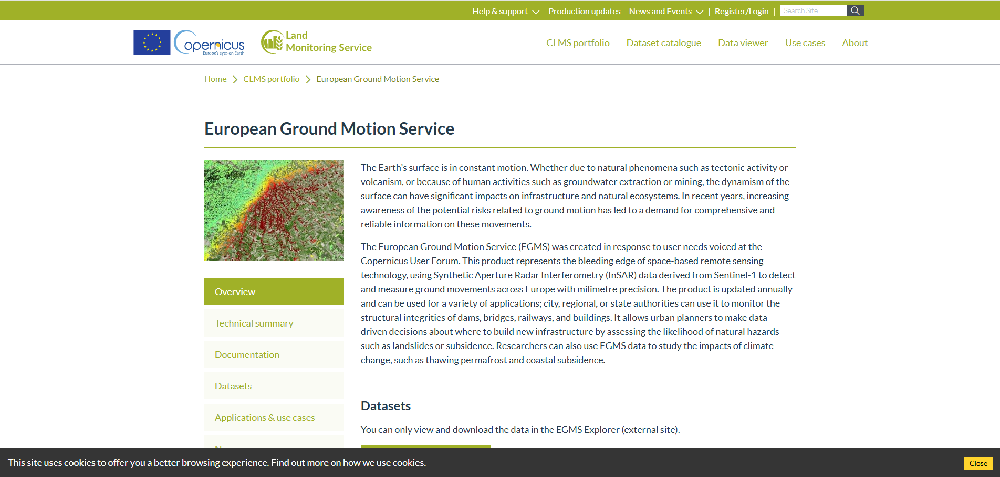 Help & support Production updates News and Events | Register/Login | Search Site
opernicus
Europe's eyes on Earth
Land
Monitoring Service
CLMS portfolio Dataset catalogue Data viewer Use cases About
Home CLMS portfolio European Ground Motion Service
European Ground Motion Service
The Earth’s surface is in constant motion. Whether due to natural phenomena such as tectonic activity or
volcanism, or because of human activities such as groundwater extraction or mining, the dynamism of the
surface can have significant impacts on infrastructure and natural ecosystems. In recent years, increasing
awareness of the potential risks related to ground motion has led to a demand for comprehensive and
reliable information on these movements.
The European Ground Motion Service (EGMS) was created in response to user needs voiced at the
Copernicus User Forum. This product represents the bleeding edge of space-based remote sensing
technology, using Synthetic Aperture Radar Interferometry (InSAR) data derived from Sentinel-1 to detect
and measure ground movements across Europe with milimetre precision. The product is updated annually
and can be used for a variety of applications; city, regional, or state authorities can use it to monitor the
structural integrities of dams, bridges, railways, and buildings. It allows urban planners to make data-
driven decisions about where to build new infrastructure by assessing the likelihood of natural hazards
such as landslides or subsidence. Researchers can also use EGMS data to study the impacts of climate
change, such as thawing permafrost and coastal subsidence.
Overview
Technical summary
Documentation
Datasets
Applications & use cases
Datasets
You can only view and download the data in the EGMS Explorer (external site).
This site uses cookies to offer you a better browsing experience. Find out more on how we use cookies.
Close